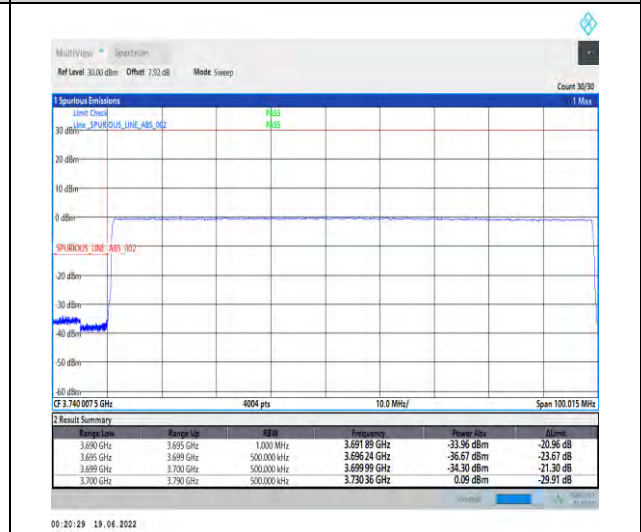 MultiView Spectrum
Ref Level 30.00 dBm Offset 7.92 dB Mode Sweep
Count 30/30
1 Spurious Emissions 1 Max
Limit Check PASS
Line _SPURIOUS_LINE_ABS_002 PASS
30 dBm
20 dBm
10 dBm
0 dBm
SPURIOUS_LINE_ABS_002
-20 dBm
-30 dBm
-40 dBm
-50 dBm
-60 dBm
CF 3.740 007 5 GHz 4004 pts 10.0 MHz/ Span 100.015 MHz
2 Result Summary
Range Low Range Up RBW Frequency Power Abs ΔLimit
3.690 GHz 3.695 GHz 1.000 MHz 3.691 89 GHz -33.96 dBm -20.96 dB
3.695 GHz 3.699 GHz 500.000 kHz 3.696 24 GHz -36.67 dBm -23.67 dB
3.699 GHz 3.700 GHz 500.000 kHz 3.699 99 GHz -34.30 dBm -21.30 dB
3.700 GHz 3.790 GHz 500.000 kHz 3.730 36 GHz 0.09 dBm -29.91 dB
00:20:29 19.06.2022